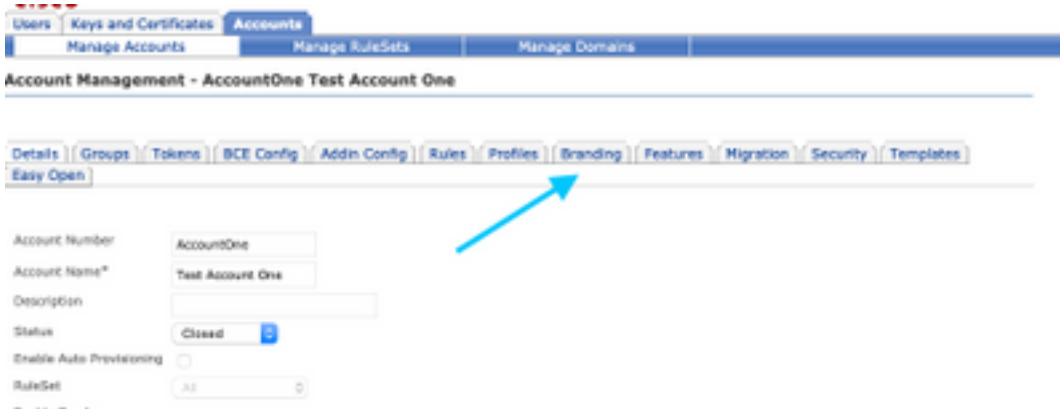 Users Keys and Certificates Accounts
Manage Accounts Manage RuleSets Manage Domains
Account Management - AccountOne Test Account One
Details Groups Tokens BCE Config Addin Config Rules Profiles Branding Features Migration Security Templates
Easy Open
Account Number AccountOne
Account Name* Test Account One
Description
Status Closed
Enable Auto Provisioning
RuleSet All